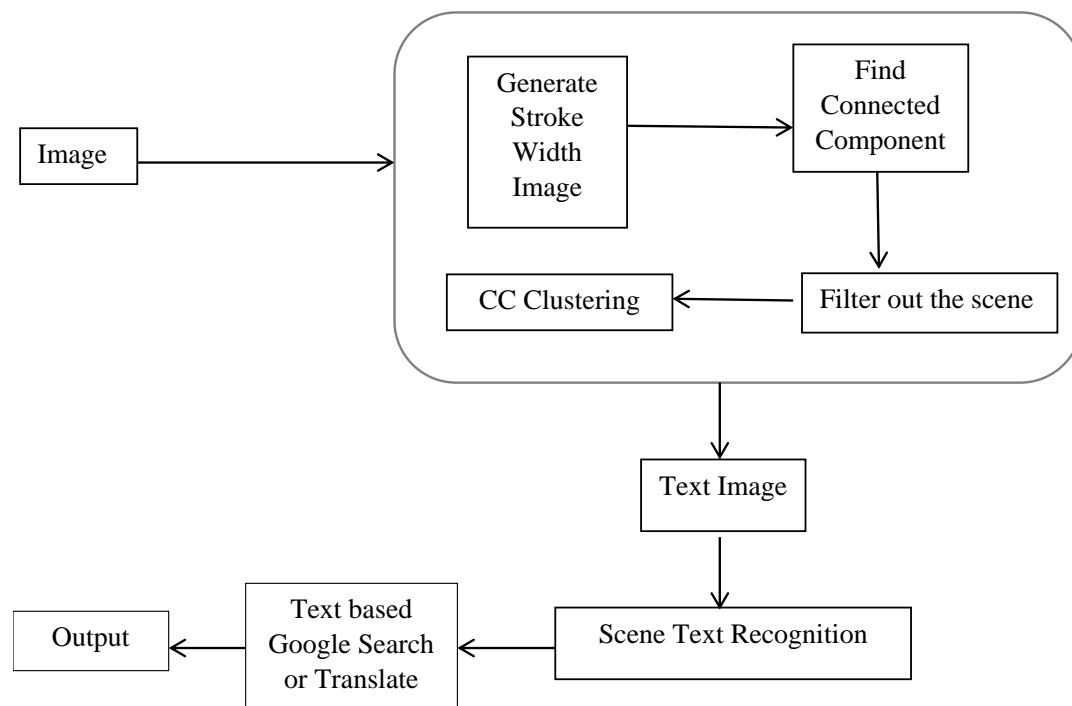 Image
Generate
Stroke
Width
Image
Find
Connected
Component
Filter out the scene
CC Clustering
Text Image
Scene Text Recognition
Text based
Google Search
or Translate
Output